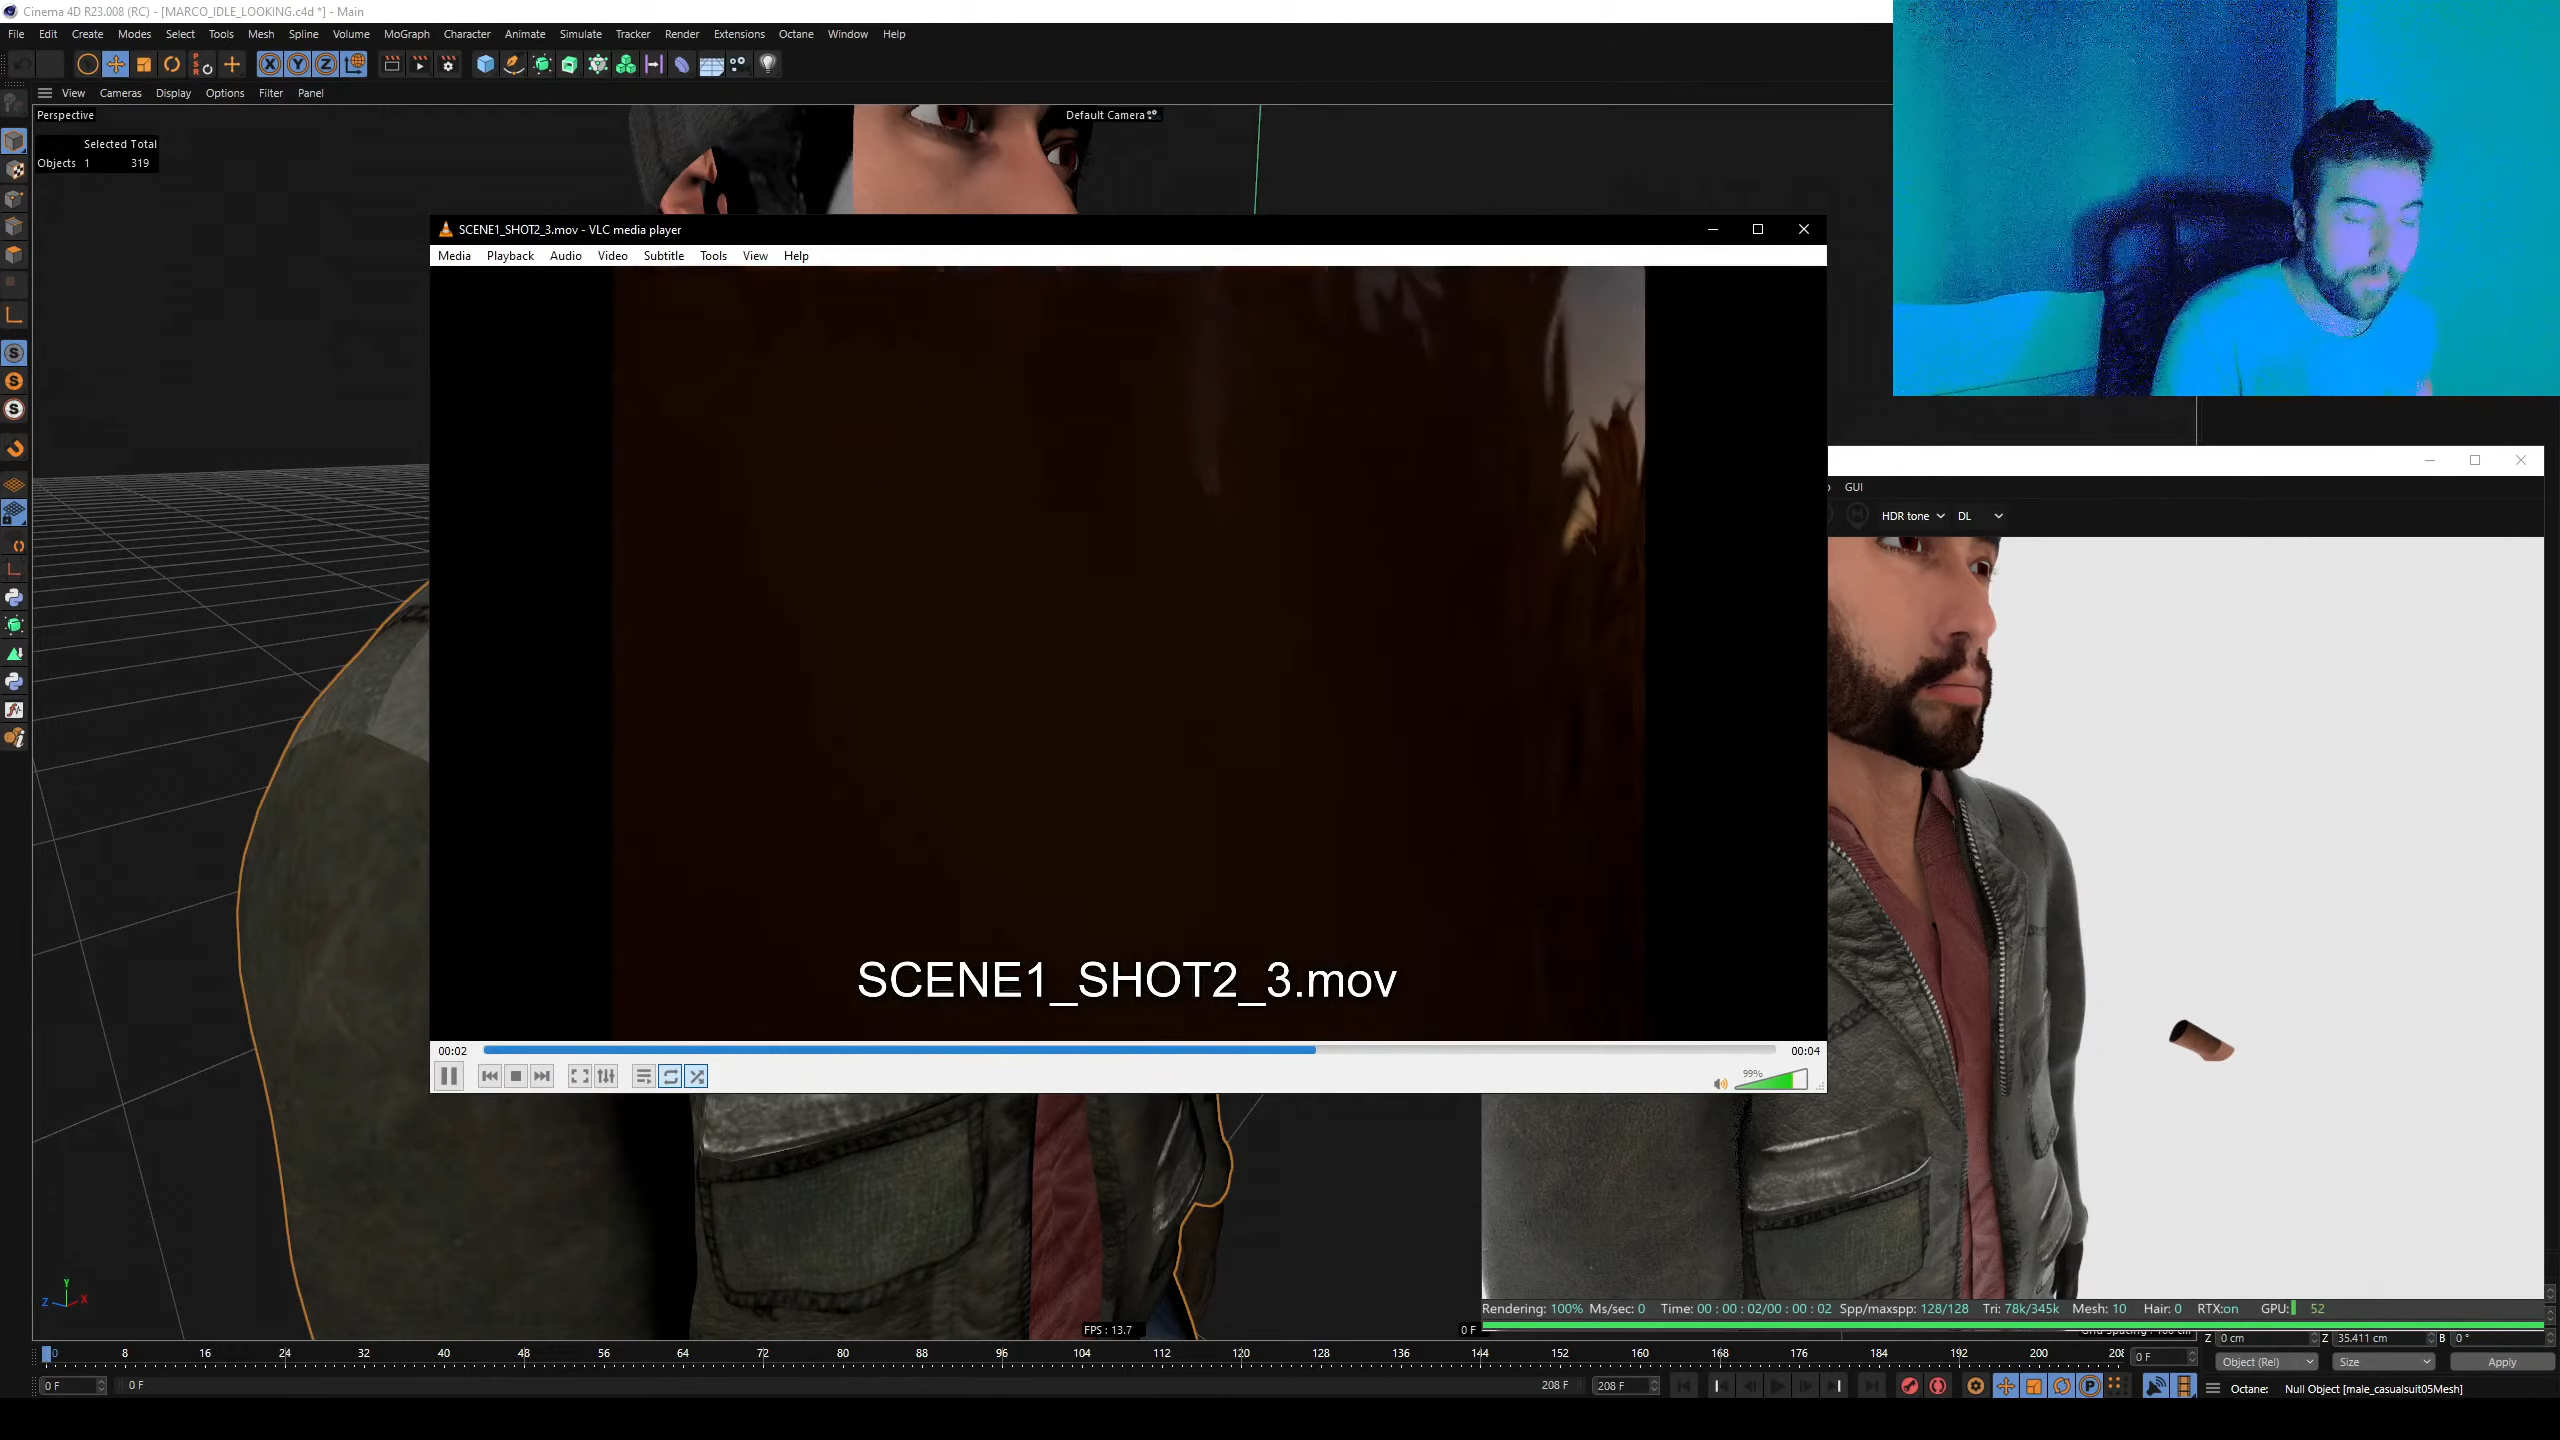 Cinema 4D R23.008 (RC) - [MARCO_IDLE_LOOKING.c4d *] - Main
File Edit Create Modes Select Tools Mesh Spline Volume MoGraph Character Animate Simulate Tracker Render Extensions Octane Window Help
View Cameras Display Options Filter Panel
Perspective
Default Camera
Selected Total
Objects 1 319
SCENE1_SHOT2_3.mov - VLC media player
Media Playback Audio Video Subtitle Tools View Help
GUI
HDR tone DL
SCENE1_SHOT2_3.mov
00:02 00:04
99%
Y
Z X
Rendering: 100% Ms/sec: 0 Time: 00 : 00 : 02/00 : 00 : 02 Spp/maxspp: 128/128 Tri: 78k/345k Mesh: 10 Hair: 0 RTX:on GPU: 52
FPS : 13.7
0 F
Z 0 cm Z 35.411 cm B 0 °
0 8 16 24 32 40 48 56 64 72 80 88 96 104 112 120 128 136 144 152 160 168 176 184 192 200 208 0 F
Object (Rel) Size Apply
0 F 0 F 208 F 208 F
Octane: Null Object [male_casualsuit05Mesh]